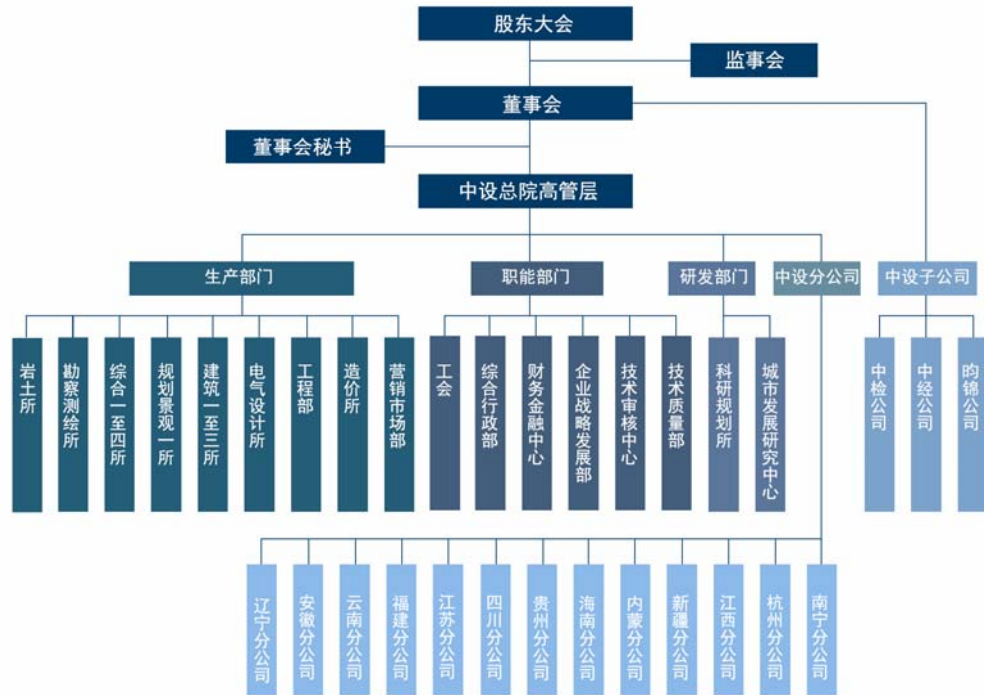 股东大会
监事会
董事会
董事会秘书
中设总院高管层
生产部门
职能部门
研发部门
中设分公司
中设子公司
岩土所
勘察测绘所
综合一至四所
规划景观一所
建筑一至三所
电气设计所
工程部
造价所
营销市场部
工会
综合行政部
财务金融中心
企业战略发展部
技术审核中心
技术质量部
科研规划所
城市发展研究中心
中检公司
中经公司
昀锦公司
辽宁分公司
安徽分公司
云南分公司
福建分公司
江苏分公司
四川分公司
贵州分公司
海南分公司
内蒙分公司
新疆分公司
江西分公司
杭州分公司
南宁分公司